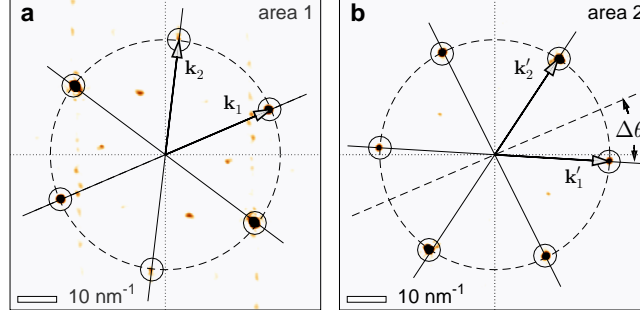 a
area 1
k₂
k₁
10 nm⁻¹
b
area 2
k′₂
Δθ
k′₁
10 nm⁻¹